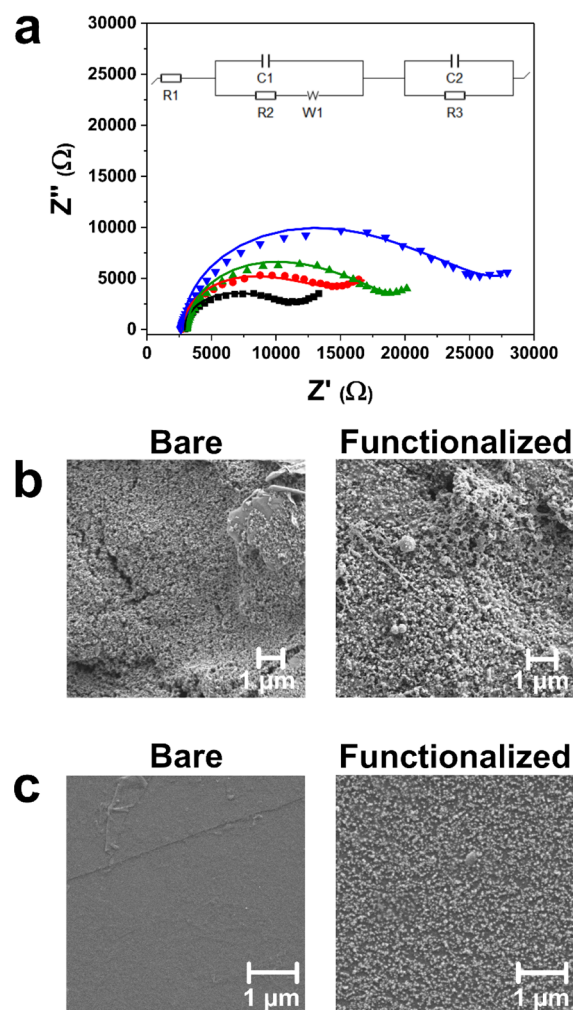 a
30000
25000
20000
15000
10000
5000
0
Z'' (Ω)
C1
R1
R2
W1
C2
R3
0 5000 10000 15000 20000 25000 30000
Z' (Ω)
b
Bare
Functionalized
1 µm
1 µm
c
Bare
Functionalized
1 µm
1 µm